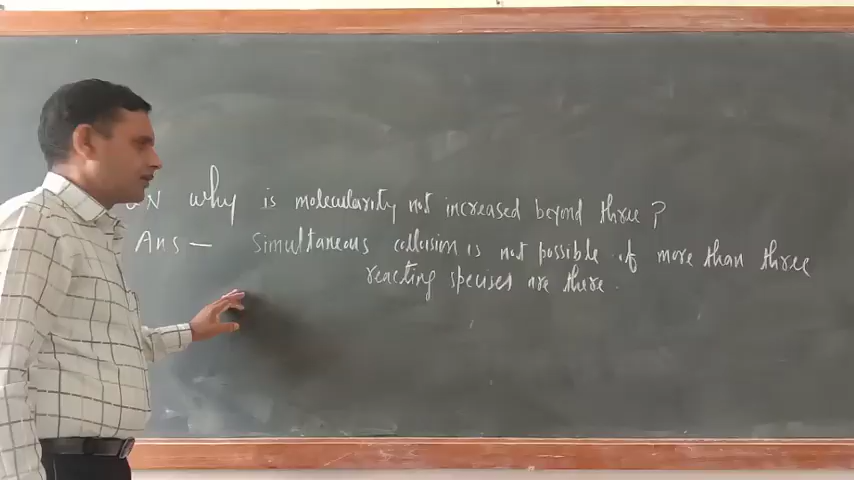 Why is molecularity not increased beyond three ?
Ans — Simultaneous collision is not possible if more than three
reacting species are there.